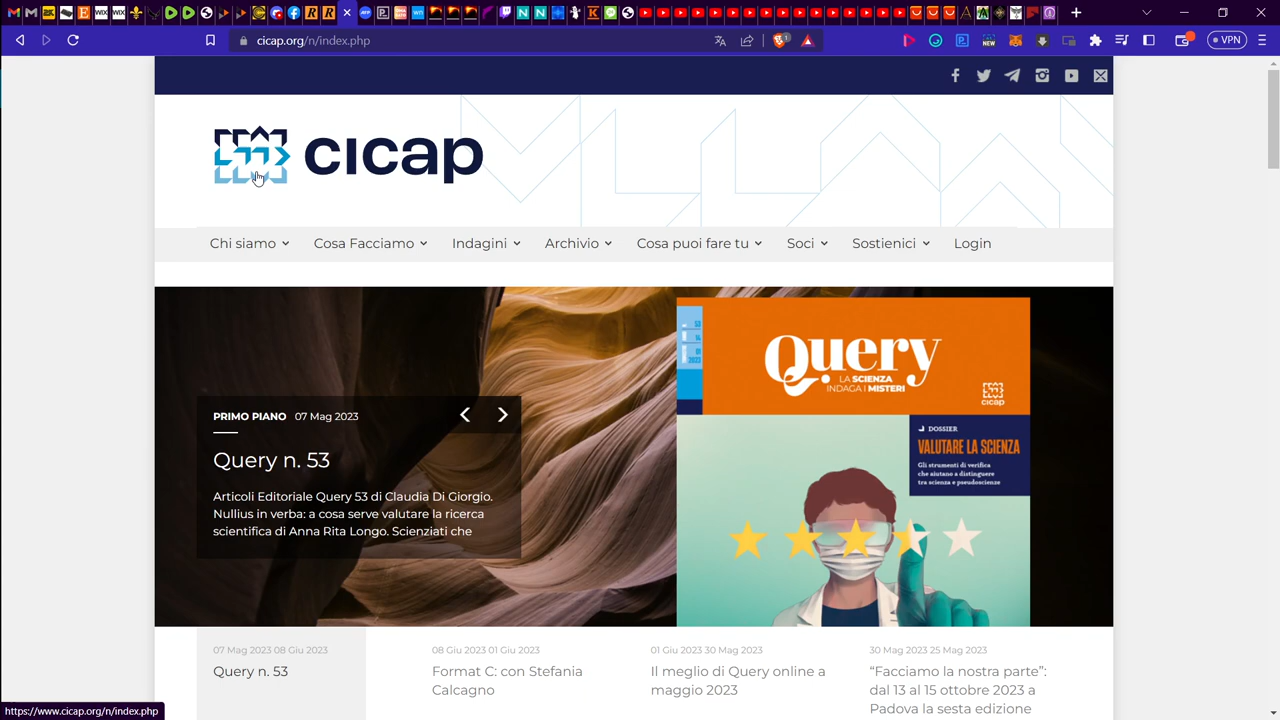 cicap.org/n/index.php
VPN
cicap
Chi siamo
Cosa Facciamo
Indagini
Archivio
Cosa puoi fare tu
Soci
Sostienici
Login
Query
LA SCIENZA
INDAGA I MISTERI
cicap
DOSSIER
VALUTARE LA SCIENZA
Gli strumenti di verifica
che aiutano a distinguere
tra scienza e pseudoscienze
PRIMO PIANO 07 Mag 2023
Query n. 53
Articoli Editoriale Query 53 di Claudia Di Giorgio.
Nullius in verba: a cosa serve valutare la ricerca
scientifica di Anna Rita Longo. Scienziati che
07 Mag 2023 08 Giu 2023
Query n. 53
08 Giu 2023 01 Giu 2023
Format C: con Stefania
Calcagno
01 Giu 2023 30 Mag 2023
Il meglio di Query online a
maggio 2023
30 Mag 2023 25 Mag 2023
“Facciamo la nostra parte”:
dal 13 al 15 ottobre 2023 a
Padova la sesta edizione
https://www.cicap.org/n/index.php